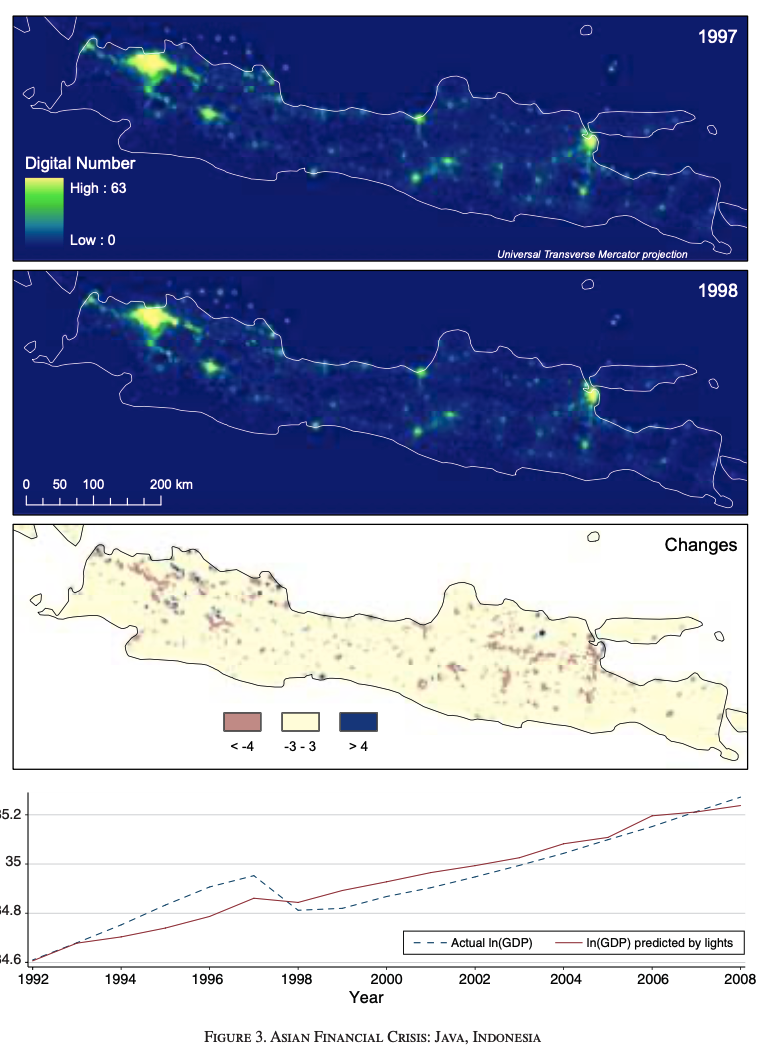 1997
Digital Number
High : 63
Low : 0
Universal Transverse Mercator projection
1998
0 50 100 200 km
Changes
< -4 -3 - 3 > 4
35.2
35
34.8
34.6
Actual ln(GDP) ln(GDP) predicted by lights
1992 1994 1996 1998 2000 2002 2004 2006 2008
Year
FIGURE 3. ASIAN FINANCIAL CRISIS: JAVA, INDONESIA